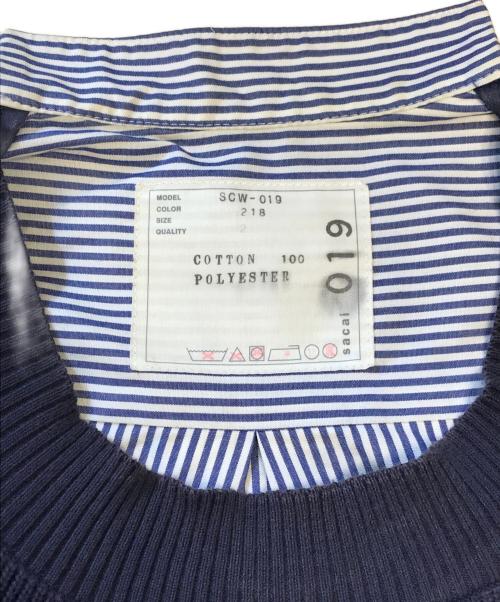 MODEL SCW-019
COLOR 218
SIZE 2
QUALITY
COTTON 100
POLYESTER
sacai 019